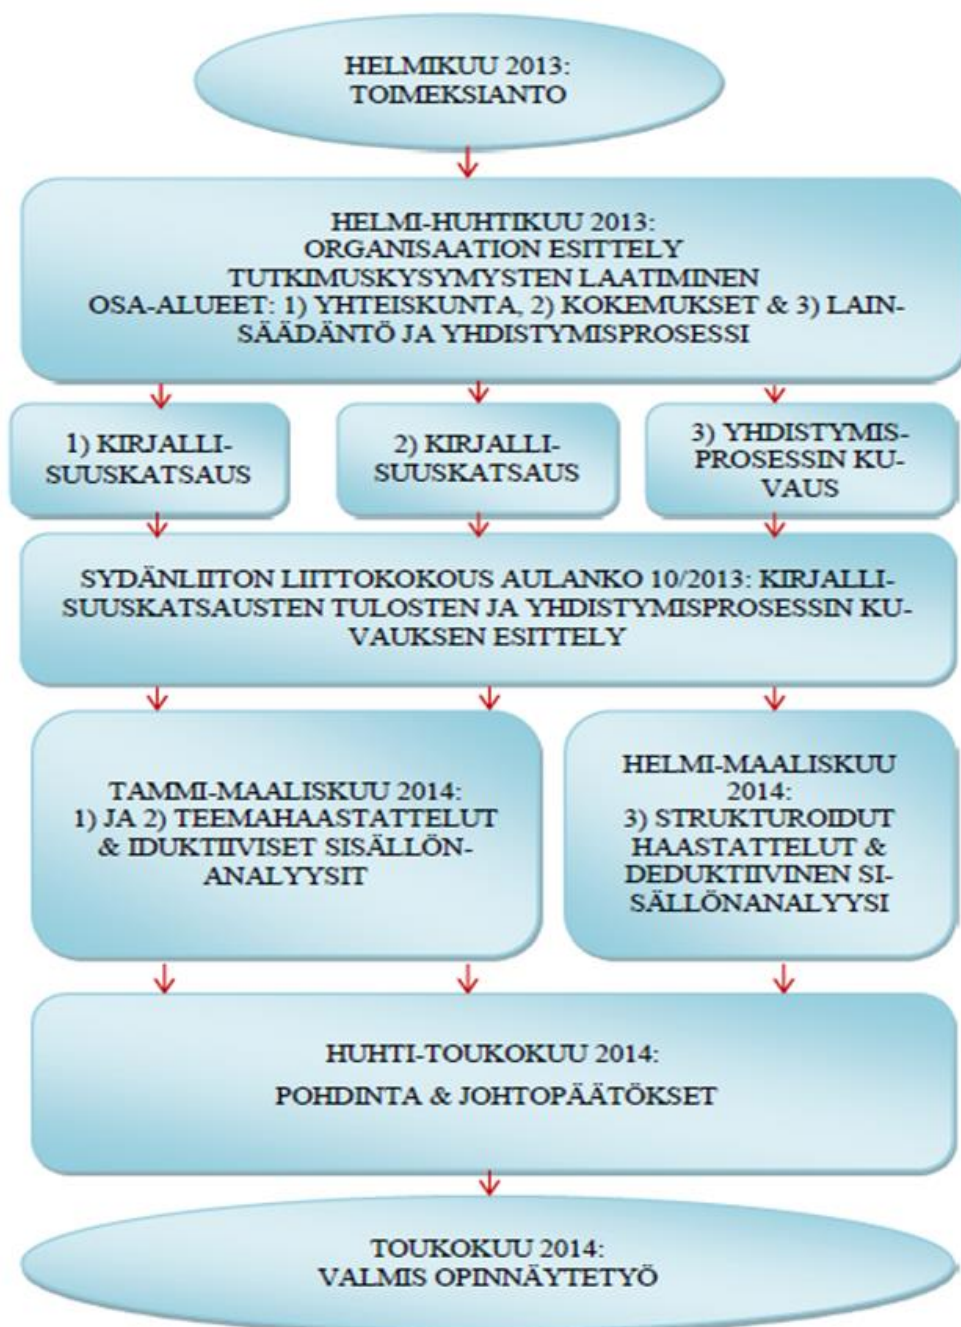 HELMIKUU 2013:
TOIMEKSIANTO
HELMI-HUHTIKUU 2013:
ORGANISAATION ESITTELY
TUTKIMUSKYSYMYSTEN LAATIMINEN
OSA-ALUEET: 1) YHTEISKUNTA, 2) KOKEMUKSET & 3) LAIN-
SÄÄDÄNTÖ JA YHDISTYMISPROSESSI
1) KIRJALLI-
SUUSKATSAUS
2) KIRJALLI-
SUUSKATSAUS
3) YHDISTYMIS-
PROSESSIN KU-
VAUS
SYDÄNLIITON LIITTOKOKOUS AULANKO 10/2013: KIRJALLI-
SUUSKATSAUSTEN TULOSTEN JA YHDISTYMISPROSESSIN KU-
VAUKSEN ESITTELY
TAMMI-MAALISKUU 2014:
1) JA 2) TEEMAHAASTATTELUT
& IDUKTIIVISET SISÄLLÖN-
ANALYYSIT
HELMI-MAALISKUU
2014:
3) STRUKTUROIDUT
HAASTATTELUT &
DEDUKTIIVINEN SI-
SÄLLÖNANALYYSI
HUHTI-TOUKOKUU 2014:
POHDINTA & JOHTOPÄÄTÖKSET
TOUKOKUU 2014:
VALMIS OPINNÄYTETYÖ